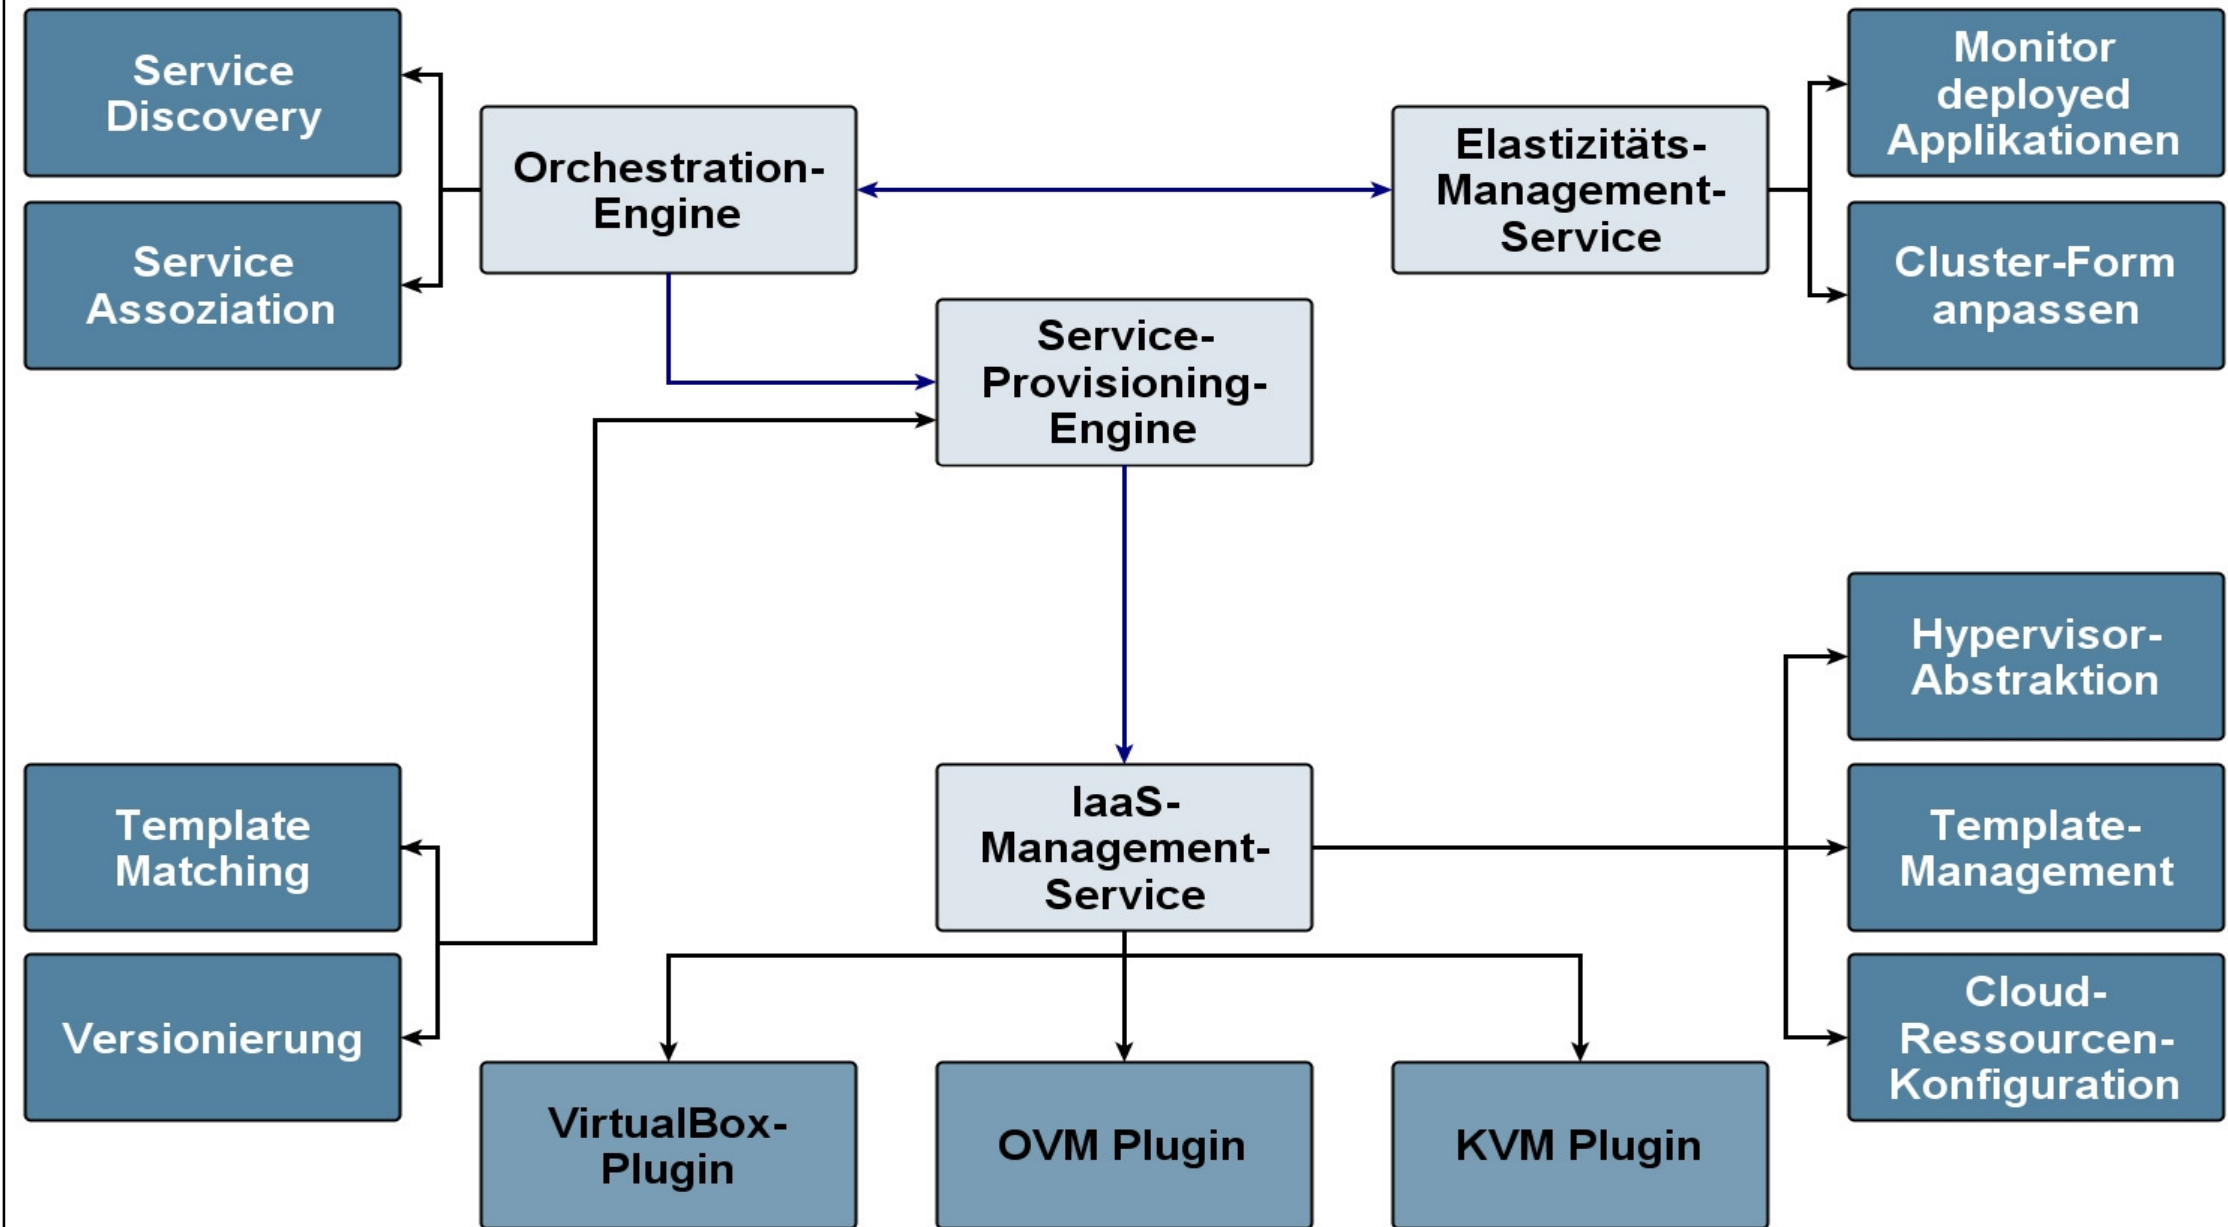 Service
Discovery
Service
Assoziation
Orchestration-
Engine
Elastizitäts-
Management-
Service
Monitor
deployed
Applikationen
Cluster-Form
anpassen
Service-
Provisioning-
Engine
Template
Matching
Versionierung
IaaS-
Management-
Service
Hypervisor-
Abstraktion
Template-
Management
Cloud-
Ressourcen-
Konfiguration
VirtualBox-
Plugin
OVM Plugin
KVM Plugin